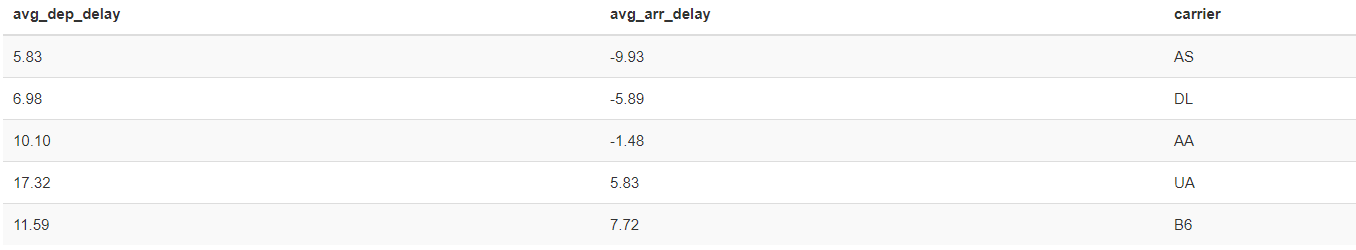 avg_dep_delay avg_arr_delay carrier
5.83 -9.93 AS
6.98 -5.89 DL
10.10 -1.48 AA
17.32 5.83 UA
11.59 7.72 B6